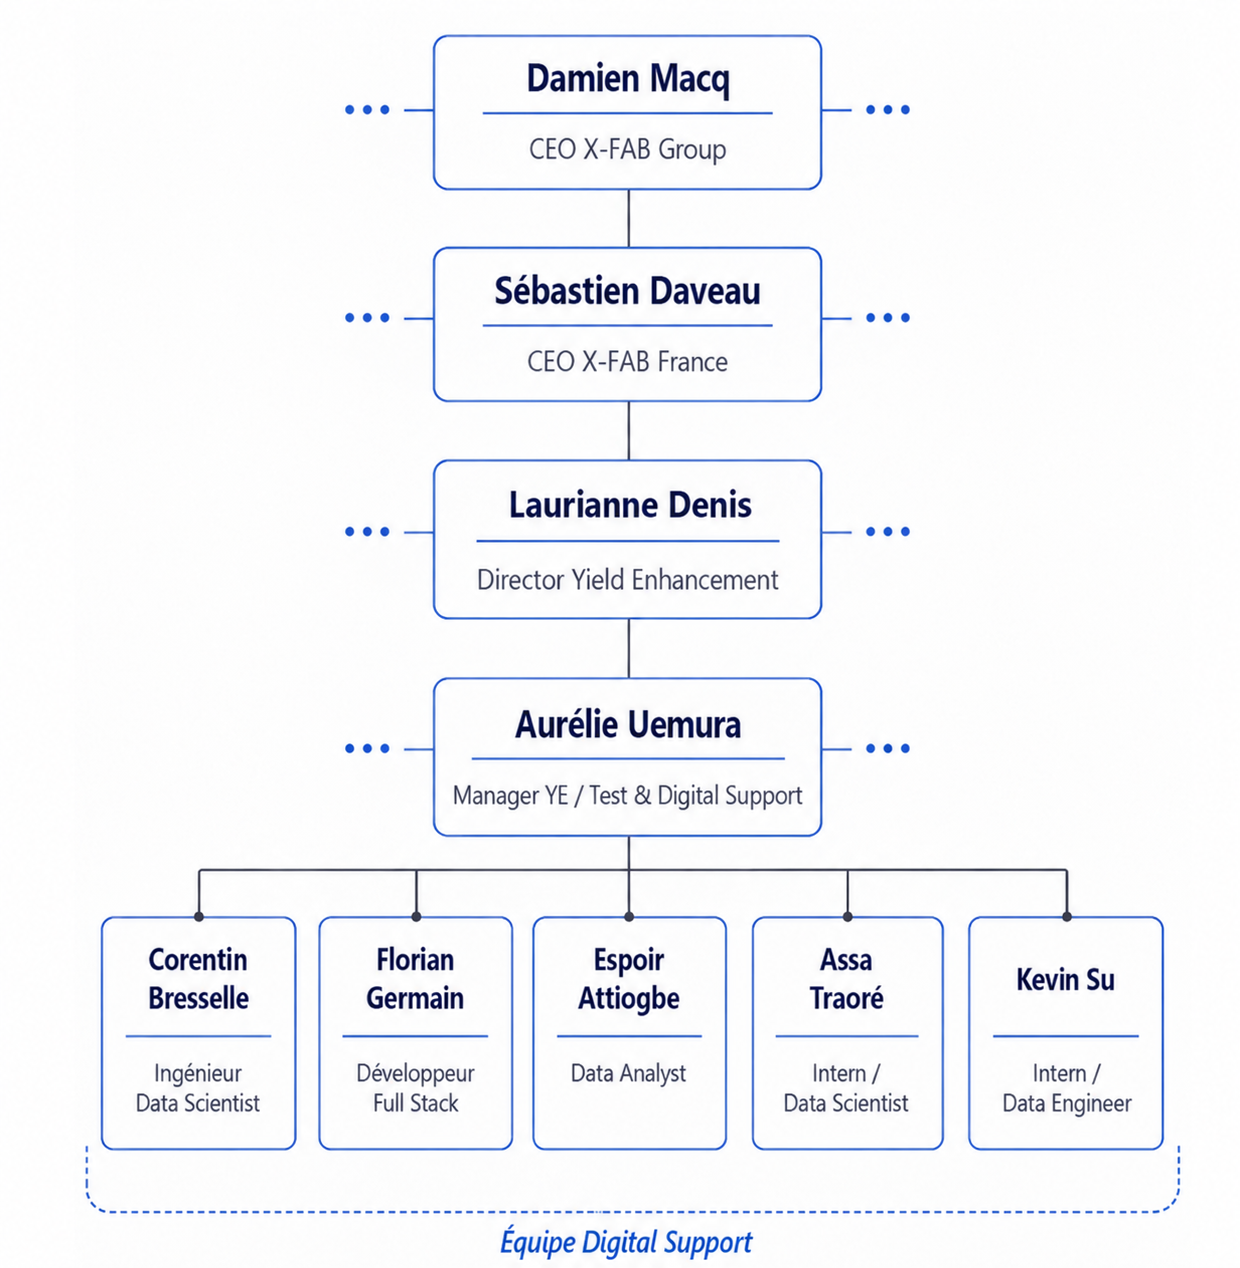 Damien Macq
CEO X-FAB Group
Sébastien Daveau
CEO X-FAB France
Laurianne Denis
Director Yield Enhancement
Aurélie Uemura
Manager YE / Test & Digital Support
Corentin
Bresselle
Ingénieur
Data Scientist
Florian
Germain
Développeur
Full Stack
Espoir
Attiogbe
Data Analyst
Assa
Traoré
Intern /
Data Scientist
Kevin Su
Intern /
Data Engineer
Équipe Digital Support